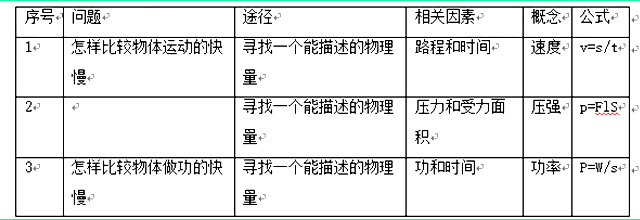 序号 问题 途径 相关因素 概念 公式
1 怎样比较物体运动的快 寻找一个能描述的物理 路程和时间 速度 v=s/t
慢 量
2 寻找一个能描述的物理 压力和受力面 压强 p=FlS
量 积
3 怎样比较物体做功的快 寻找一个能描述的物理 功和时间 功率 P=W/s
慢 量